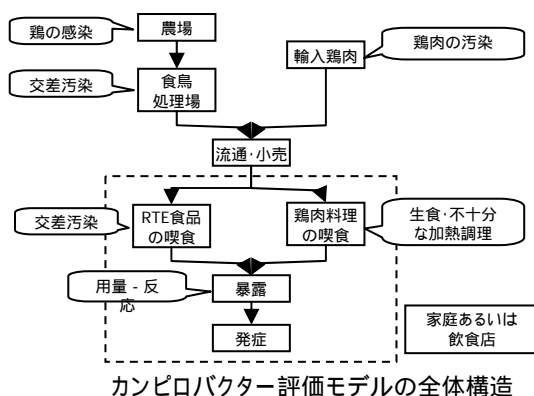 鶏の感染
農場
輸入鶏肉
鶏肉の汚染
交差汚染
食鳥
処理場
流通･小売
交差汚染
RTE食品
の喫食
鶏肉料理
の喫食
生食･不十分
な加熱調理
用量 - 反
応
暴露
発症
家庭あるいは
飲食店
カンピロバクター評価モデルの全体構造